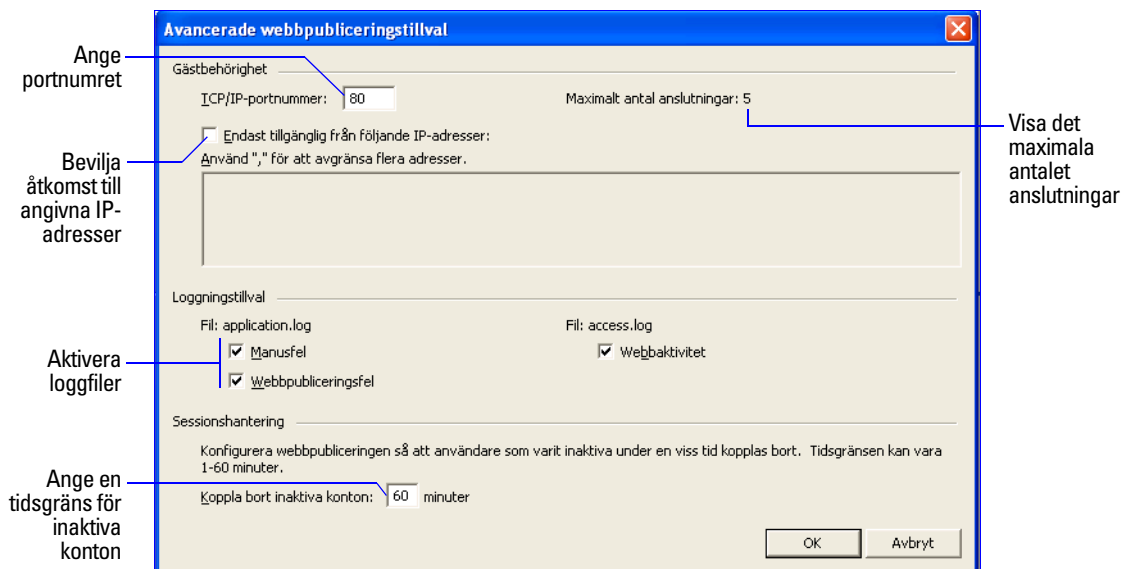 Avancerade webbpubliceringstillval
Ange
portnumret
Gästbehörighet
TCP/IP-portnummer: 80
Maximalt antal anslutningar: 5
Visa det
maximala
antalet
anslutningar
Endast tillgänglig från följande IP-adresser:
Använd "," för att avgränsa flera adresser.
Bevilja
åtkomst till
angivna IP-
adresser
Loggningstillval
Fil: application.log
Fil: access.log
Manusfel
Webbaktivitet
Webbpubliceringsfel
Aktivera
loggfiler
Sessionshantering
Konfigurera webbpubliceringen så att användare som varit inaktiva under en viss tid kopplas bort. Tidsgränsen kan vara
1-60 minuter.
Koppla bort inaktiva konton: 60 minuter
Ange en
tidsgräns för
inaktiva
konton
OK
Avbryt